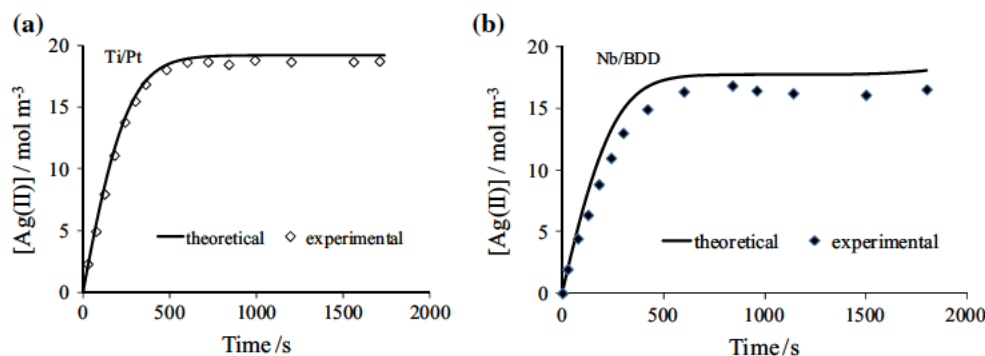 (a)
Ti/Pt
[Ag(II)] / mol m-3
20
15
10
5
0
theoretical ◇ experimental
0 500 1000 1500 2000
Time /s
(b)
Nb/BDD
[Ag(II)] / mol m-3
20
15
10
5
0
theoretical ◆ experimental
0 500 1000 1500 2000
Time /s